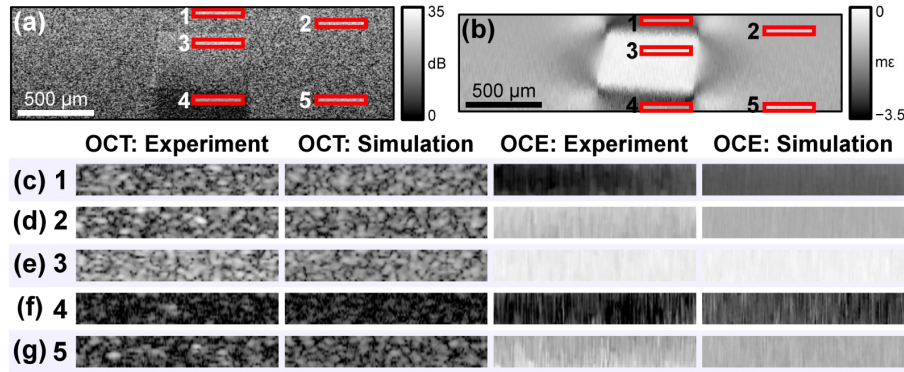 (a)
1
2
3
4
5
500 µm
35
dB
0
(b)
1
2
3
4
5
500 µm
0
mε
−3.5
OCT: Experiment OCT: Simulation OCE: Experiment OCE: Simulation
(c) 1
(d) 2
(e) 3
(f) 4
(g) 5